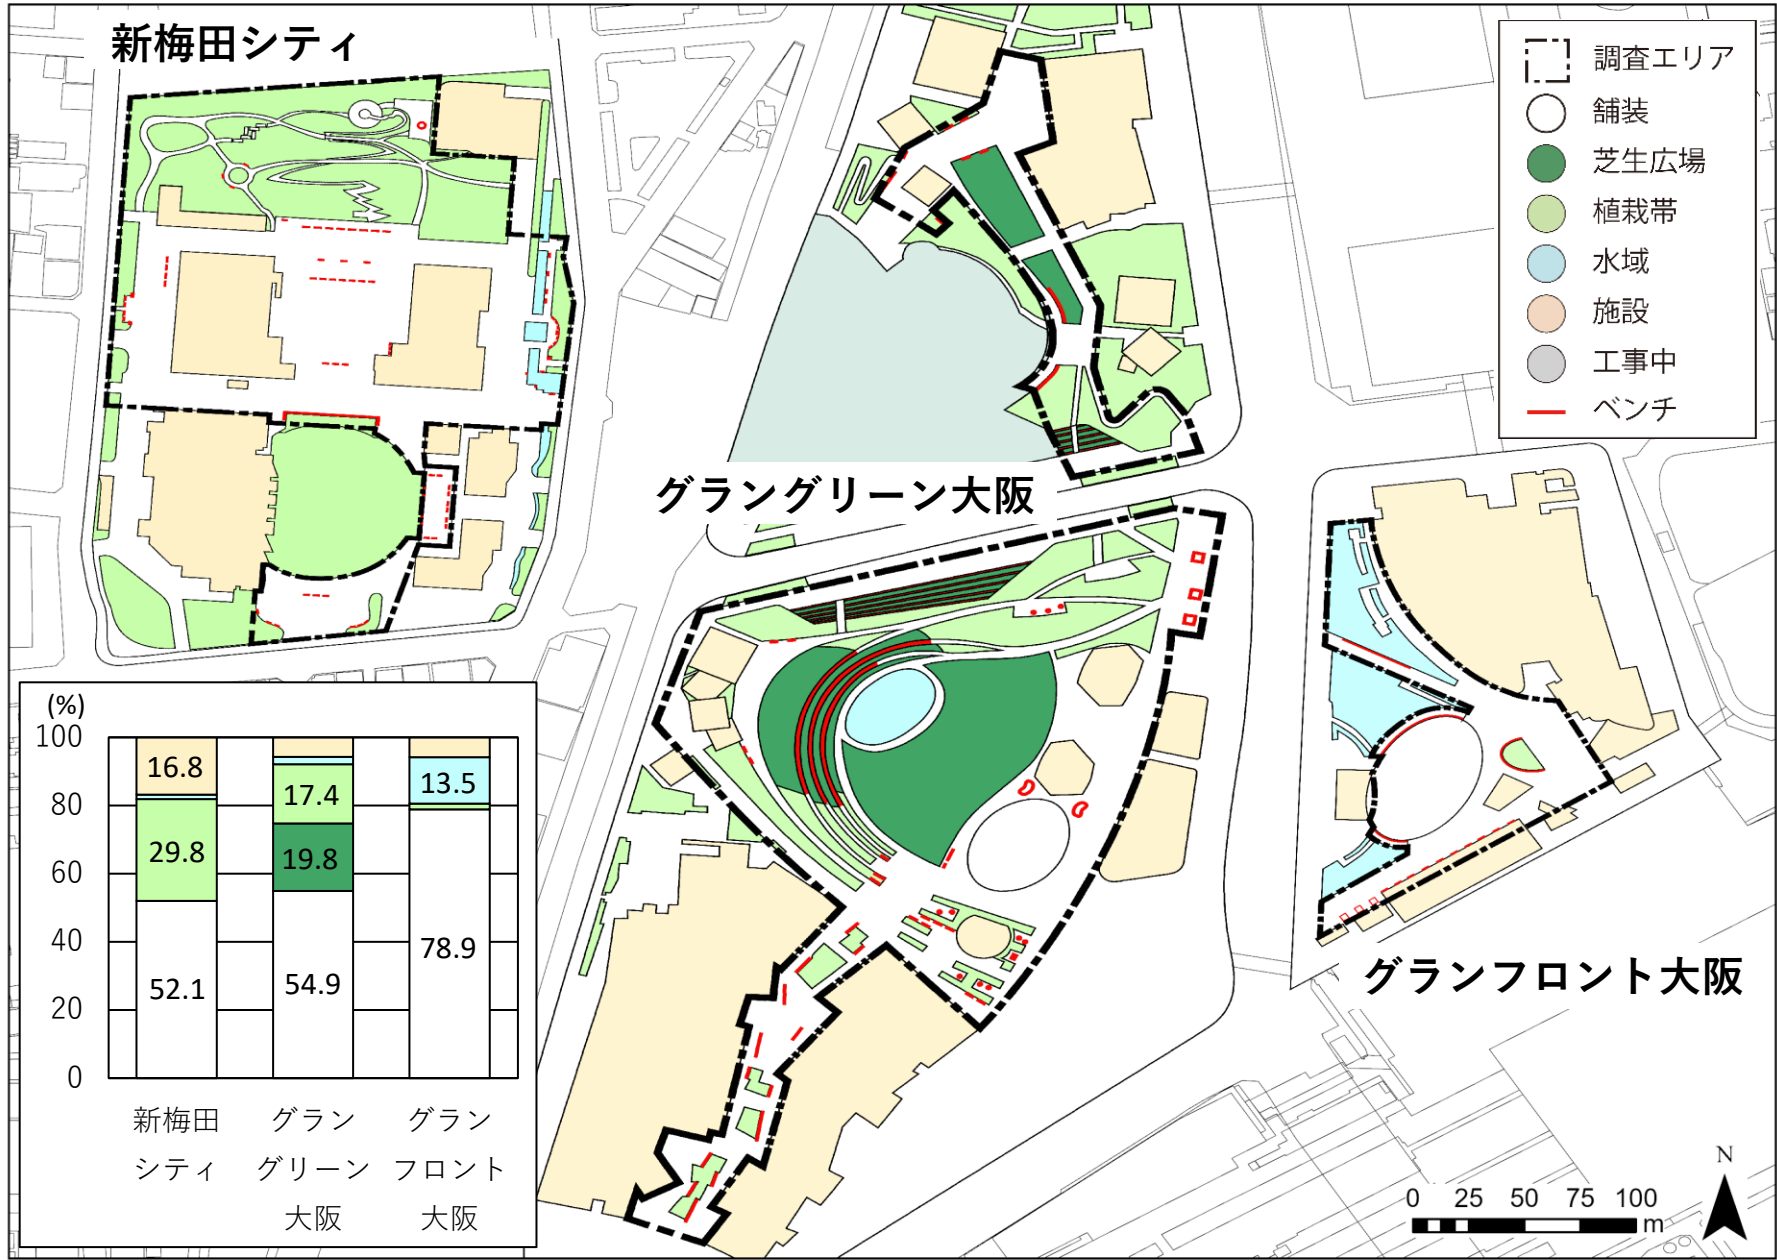 新梅田シティ
調査エリア
舗装
芝生広場
植栽帯
水域
施設
工事中
ベンチ
グラングリーン大阪
グランフロント大阪
(%)
100
80
60
40
20
0
16.8
29.8
52.1
17.4
19.8
54.9
13.5
78.9
新梅田
シティ
グラン
グリーン
大阪
グラン
フロント
大阪
N
0 25 50 75 100
m